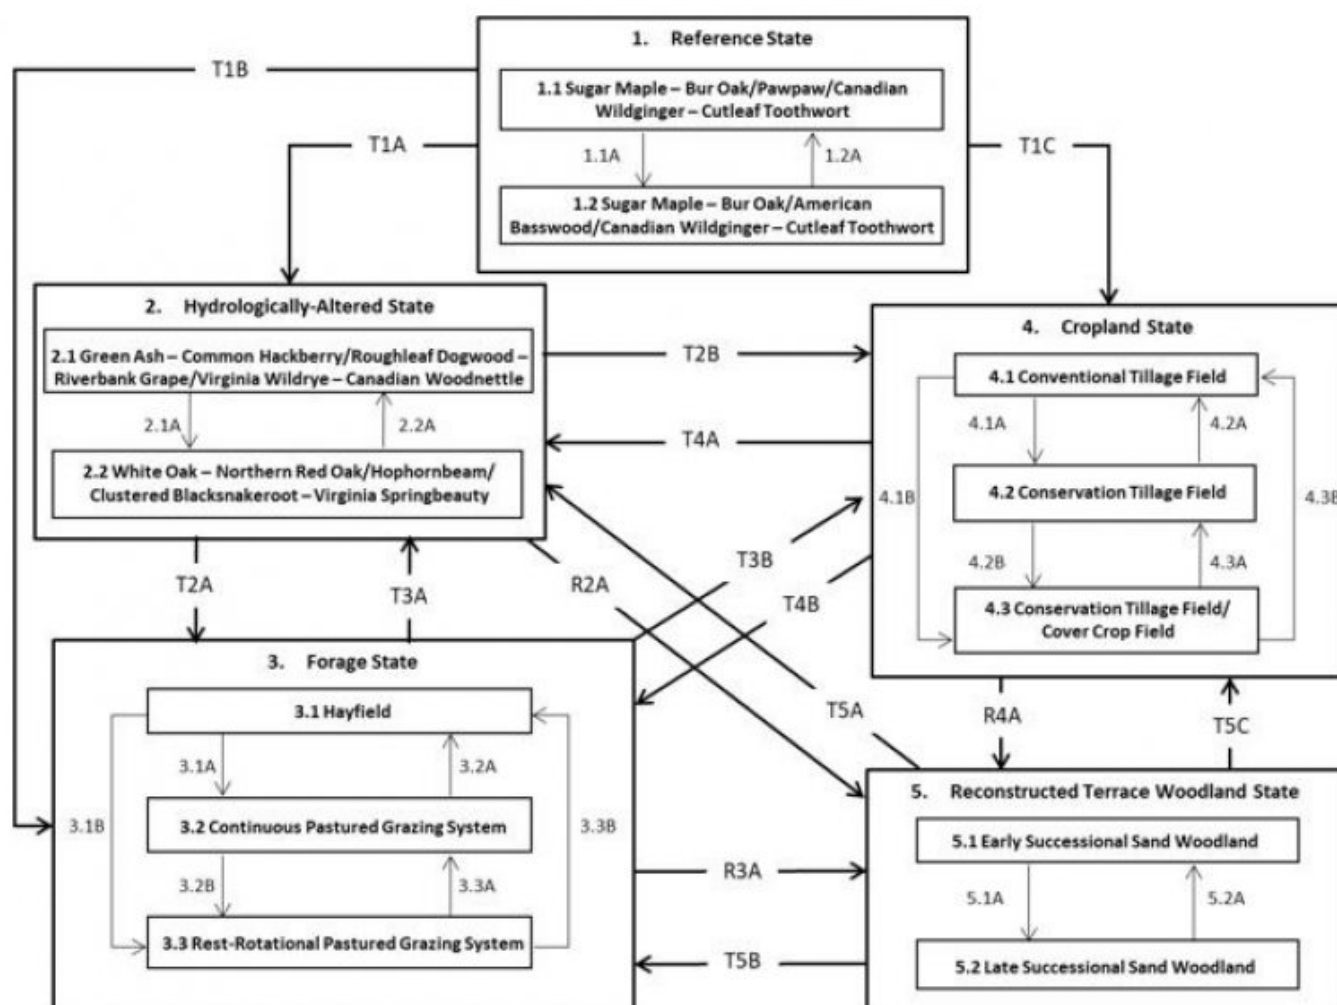 1. Reference State
T1B
1.1 Sugar Maple – Bur Oak/Pawpaw/Canadian
Wildginger – Cutleaf Toothwort
T1A
T1C
1.1A
1.2A
1.2 Sugar Maple – Bur Oak/American
Basswood/Canadian Wildginger – Cutleaf Toothwort
2. Hydrologically-Altered State
2.1 Green Ash – Common Hackberry/Roughleaf Dogwood –
Riverbank Grape/Virginia Wildrye – Canadian Woodnettle
2.1A
2.2A
2.2 White Oak – Northern Red Oak/Hophornbeam/
Clustered Blacksnakeroot – Virginia Springbeauty
T2B
T4A
4. Cropland State
4.1 Conventional Tillage Field
4.1A
4.2A
4.1B
4.3B
4.2 Conservation Tillage Field
4.2B
4.3A
4.3 Conservation Tillage Field/
Cover Crop Field
T2A
T3A
R2A
T3B
T4B
T5A
R4A
T5C
3. Forage State
3.1 Hayfield
3.1A
3.2A
3.1B
3.3B
3.2 Continuous Pastured Grazing System
3.2B
3.3A
3.3 Rest-Rotational Pastured Grazing System
R3A
T5B
5. Reconstructed Terrace Woodland State
5.1 Early Successional Sand Woodland
5.1A
5.2A
5.2 Late Successional Sand Woodland